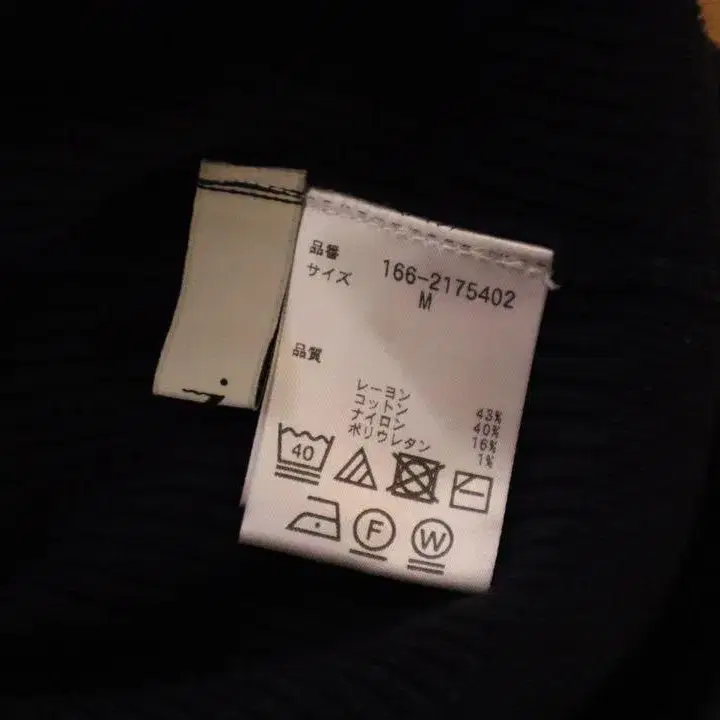 品番 166-2175402
サイズ M
品質
レーヨン 43%
コットン 40%
ナイロン 16%
ポリウレタン 1%
40
F W